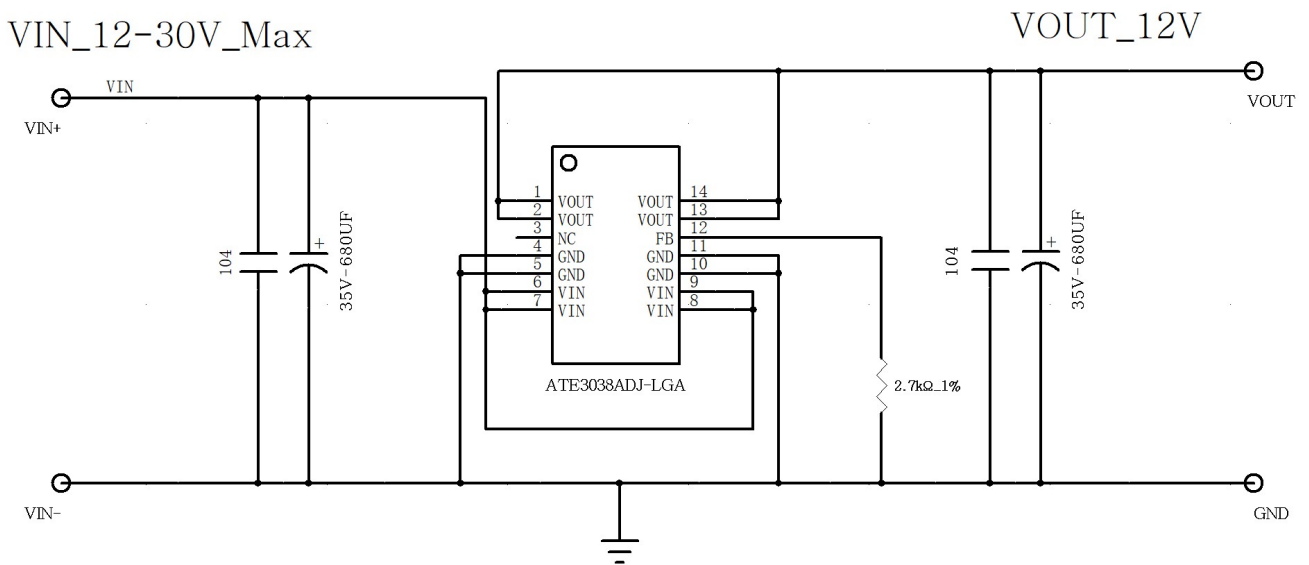 VIN_12-30V_Max
VOUT_12V
VIN
VIN+
VOUT
1
VOUT
2
VOUT
3
NC
4
GND
5
GND
6
VIN
7
VIN
VOUT
14
VOUT
13
FB
12
GND
11
GND
10
VIN
9
VIN
8
104
+
35V-680UF
104
+
35V-680UF
ATE3038ADJ-LGA
2.7kΩ_1%
VIN-
GND